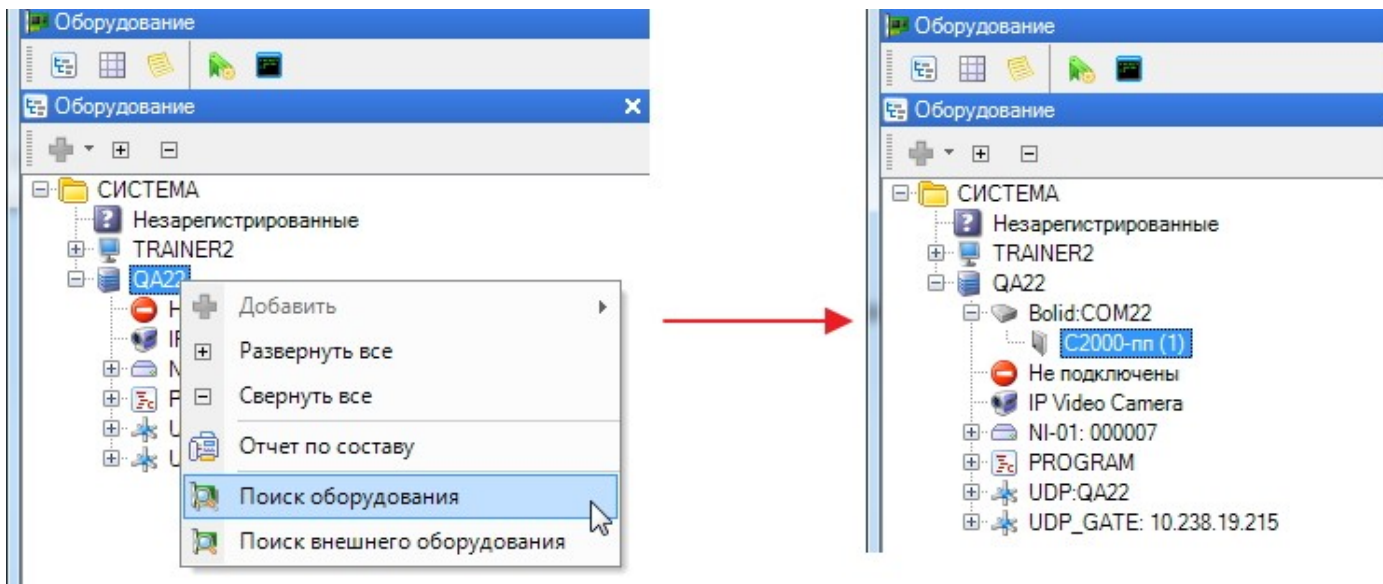 Оборудование
Оборудование
СИСТЕМА
Незарегистрированные
TRAINER2
QA22
Добавить
Развернуть все
Свернуть все
Отчет по составу
Поиск оборудования
Поиск внешнего оборудования
Оборудование
Оборудование
СИСТЕМА
Незарегистрированные
TRAINER2
QA22
Bolid:COM22
С2000-пп (1)
Не подключены
IP Video Camera
NI-01: 000007
PROGRAM
UDP:QA22
UDP_GATE: 10.238.19.215